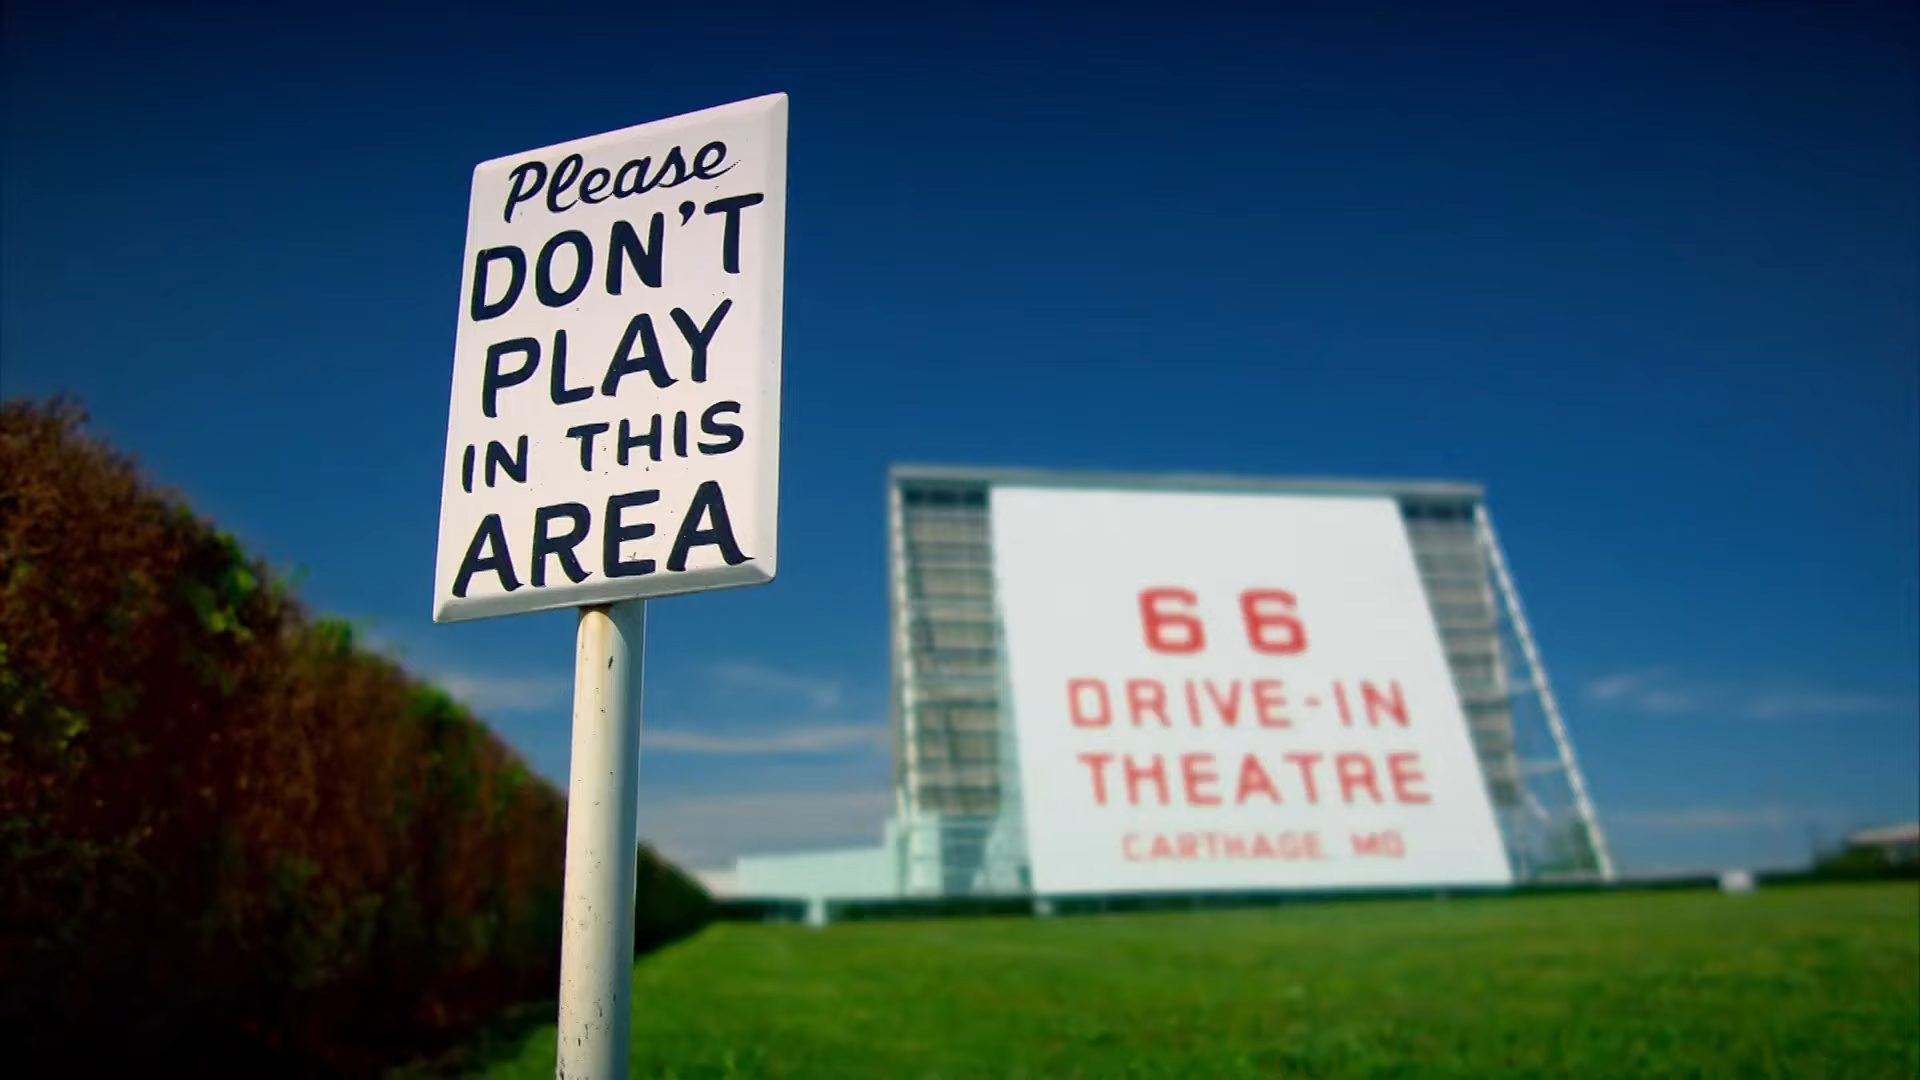 Please
DON'T
PLAY
IN THIS
AREA
66
DRIVE-IN
THEATRE
CARTHAGE, MO